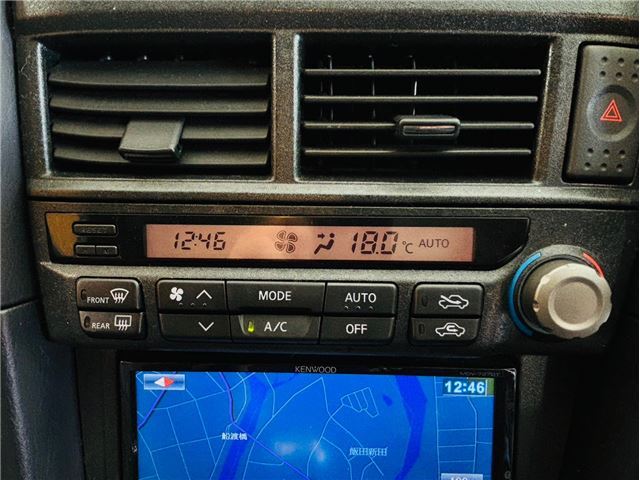 RESET
12:46
18.0°C AUTO
FRONT
MODE
AUTO
REAR
A/C
OFF
KENWOOD
12:46
船渡橋
飯田新田